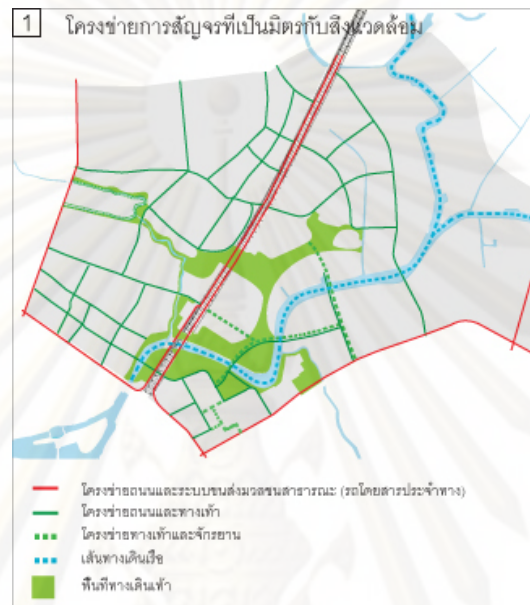 1 โครงข่ายการสัญจรที่เป็นมิตรกับสิ่งแวดล้อม
โครงข่ายถนนและระบบขนส่งมวลชนสาธารณะ (รถโดยสารประจำทาง)
โครงข่ายถนนและทางเท้า
โครงข่ายทางเท้าและจักรยาน
เส้นทางเดินเรือ
พื้นที่ทางเดินเท้า